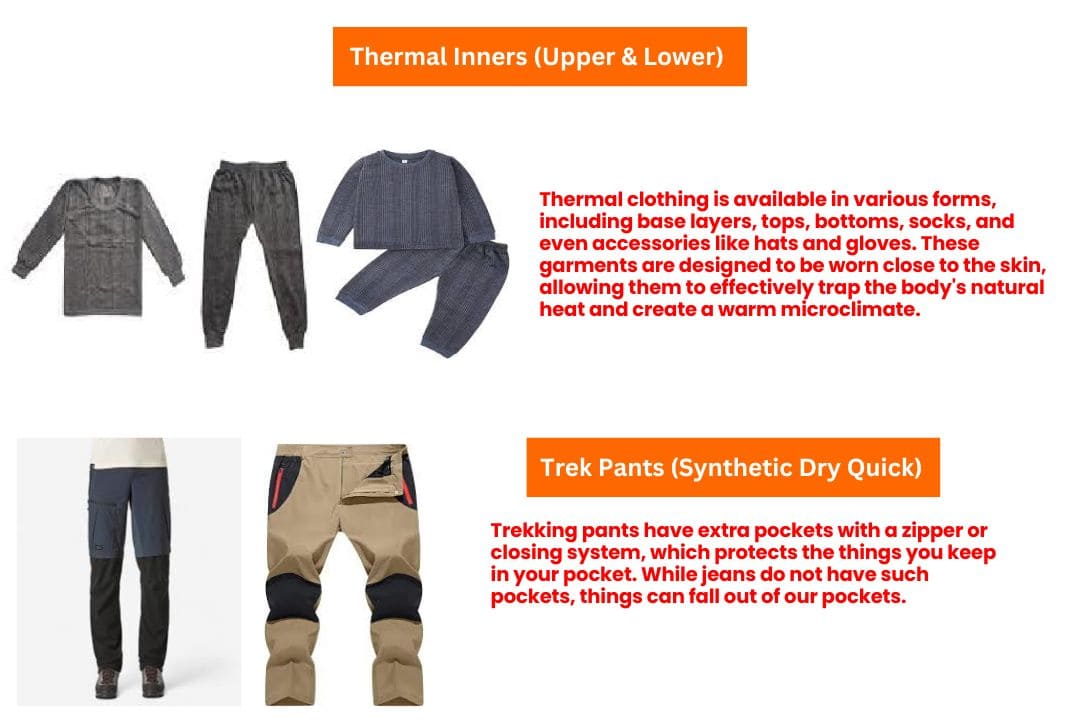 Thermal Inners (Upper & Lower)
Thermal clothing is available in various forms,
including base layers, tops, bottoms, socks, and
even accessories like hats and gloves. These
garments are designed to be worn close to the skin,
allowing them to effectively trap the body's natural
heat and create a warm microclimate.
Trek Pants (Synthetic Dry Quick)
Trekking pants have extra pockets with a zipper or
closing system, which protects the things you keep
in your pocket. While jeans do not have such
pockets, things can fall out of our pockets.